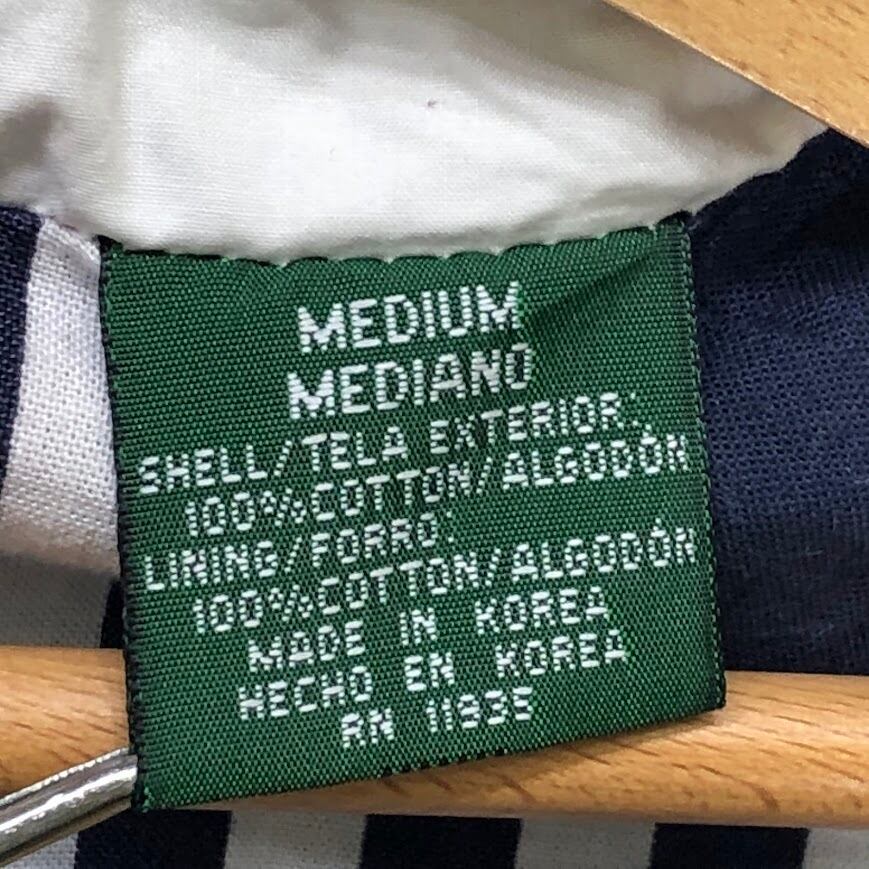 MEDIUM
MEDIANO
SHELL/TELA EXTERIOR:
100%COTTON/ALGODÓN
LINING/FORRO:
100%COTTON/ALGODÓN
MADE IN KOREA
HECHO EN KOREA
RN 11935